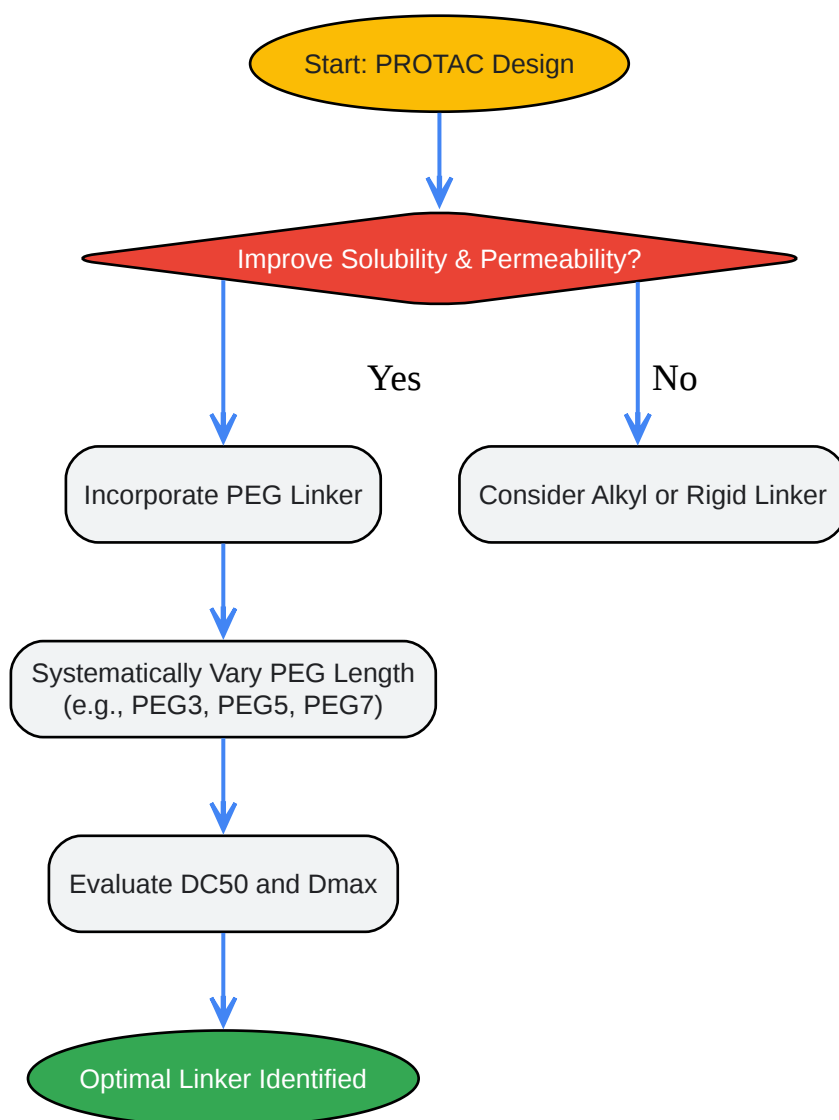 Start: PROTAC Design
Improve Solubility & Permeability?
Yes
No
Incorporate PEG Linker
Consider Alkyl or Rigid Linker
Systematically Vary PEG Length
(e.g., PEG3, PEG5, PEG7)
Evaluate DC50 and Dmax
Optimal Linker Identified